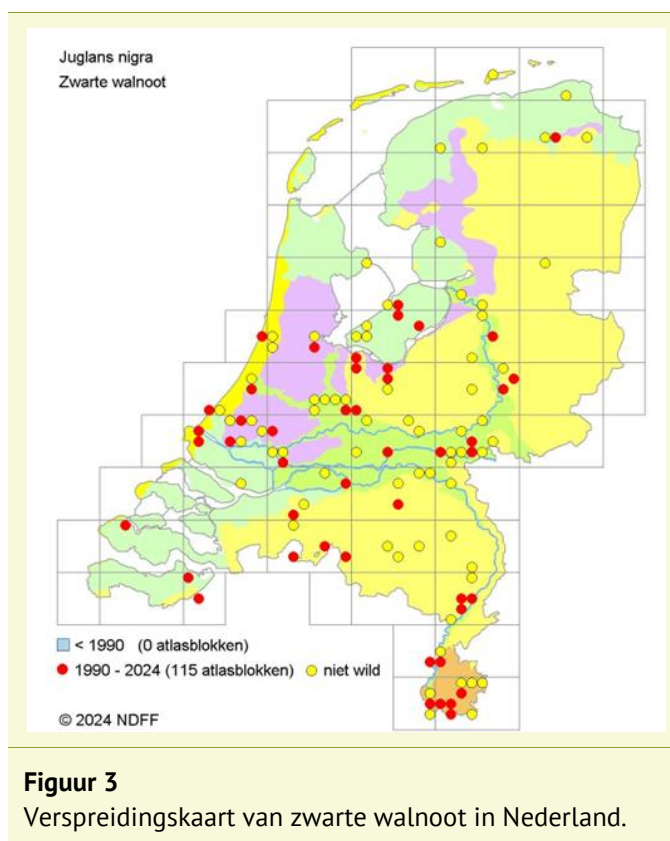 Juglans nigra
Zwarte walnoot
< 1990 (0 atlasblokken)
1990 - 2024 (115 atlasblokken) niet wild
© 2024 NDFF
Figuur 3
Verspreidingskaart van zwarte walnoot in Nederland.